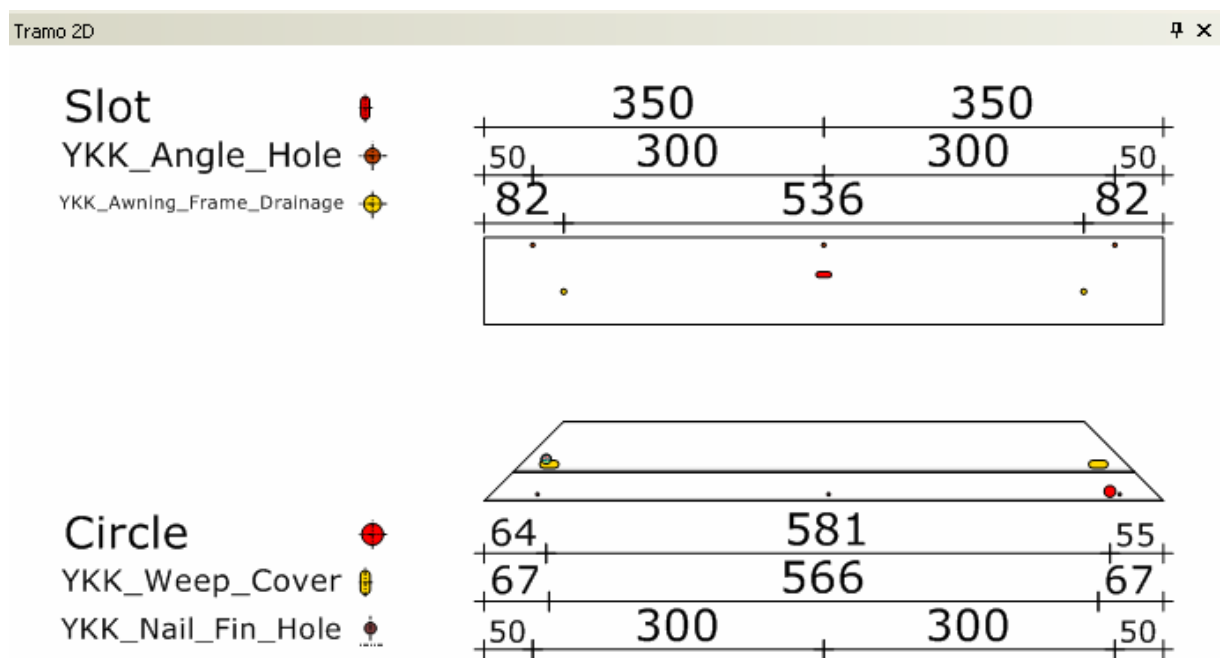 Tramo 2D
Slot 350 350
YKK_Angle_Hole 50 300 300 50
YKK_Awning_Frame_Drainage 82 536 82
Circle 64 581 55
YKK_Weep_Cover 67 566 67
YKK_Nail_Fin_Hole 50 300 300 50